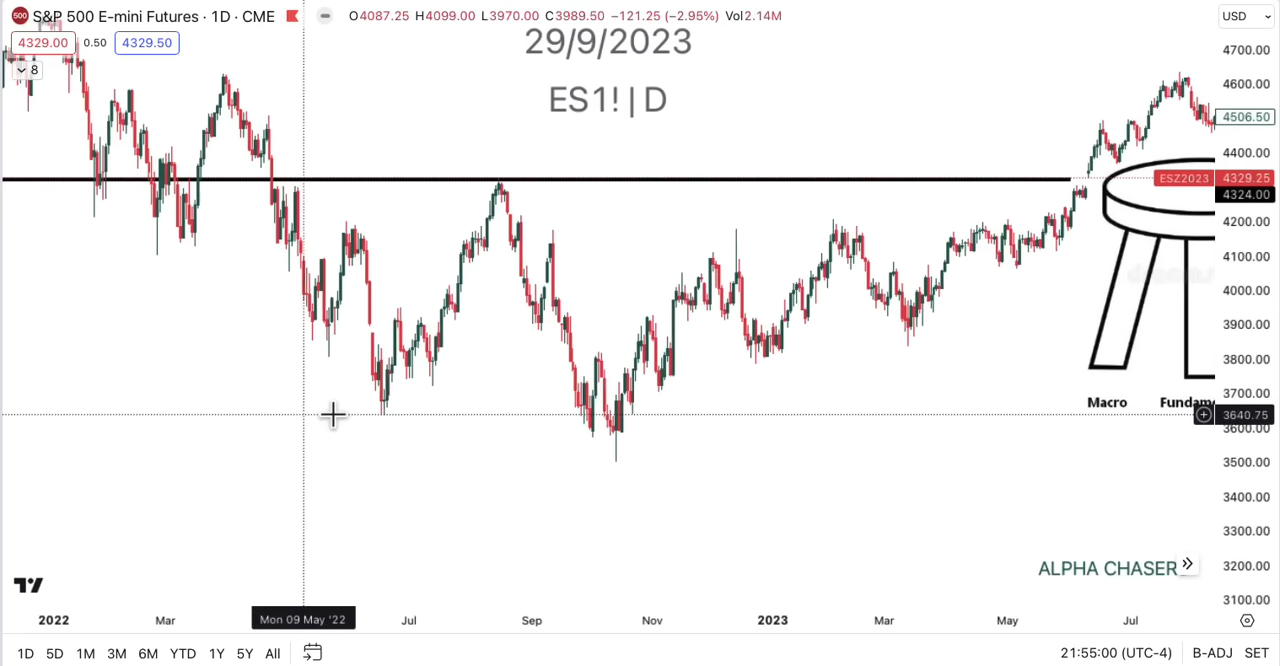 500 S&P 500 E-mini Futures · 1D · CME O4087.25 H4099.00 L3970.00 C3989.50 −121.25 (−2.95%) Vol2.14M USD
4329.00 0.50 4329.50
8
29/9/2023
ES1! | D
4700.00
4600.00
4506.50
4400.00
ESZ2023 4329.25
4324.00
4200.00
4100.00
4000.00
3900.00
3800.00
3700.00
Macro Fundam
3640.75
3600.00
3500.00
3400.00
3300.00
3200.00
ALPHA CHASER
3100.00
2022 Mar Mon 09 May '22 Jul Sep Nov 2023 Mar May Jul
1D 5D 1M 3M 6M YTD 1Y 5Y All 21:55:00 (UTC-4) B-ADJ SET